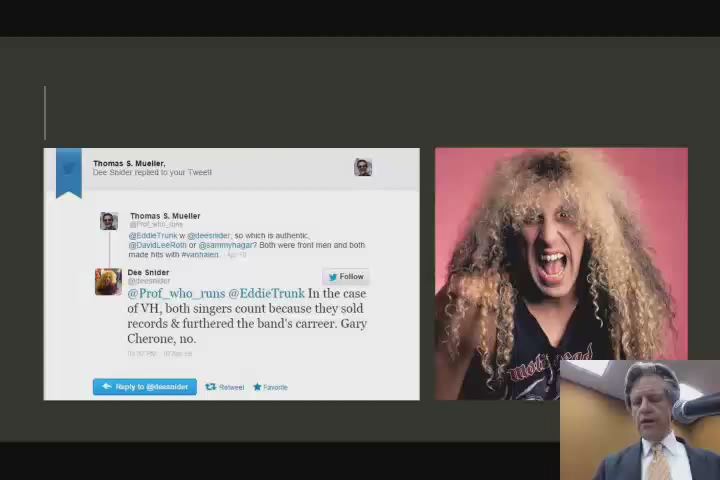 Thomas S. Mueller,
Dee Snider replied to your Tweet!
Thomas S. Mueller
@Prof_who_runs
@EddieTrunk w @deesnider, so which is authentic,
@DavidLeeRoth or @sammyhagar? Both were front men and both
made hits with #vanhalen. Apr 10
Dee Snider
@deesnider
Follow
@Prof_who_runs @EddieTrunk In the case
of VH, both singers count because they sold
records & furthered the band's carreer. Gary
Cherone, no.
Reply to @deesnider
Retweet
Favorite
motörhead